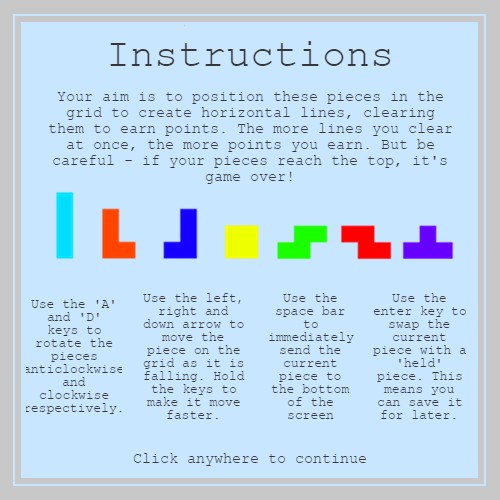 Instructions
Your aim is to position these pieces in the
grid to create horizontal lines, clearing
them to earn points. The more lines you clear
at once, the more points you earn. But be
careful - if your pieces reach the top, it's
game over!
Use the 'A'
and 'D'
keys to
rotate the
pieces
anticlockwise
and
clockwise
respectively.
Use the left,
right and
down arrow to
move the
piece on the
grid as it is
falling. Hold
the keys to
make it move
faster.
Use the
space bar
to
immediately
send the
current
piece to
the bottom
of the
screen
Use the
enter key to
swap the
current
piece with a
'held'
piece. This
means you
can save it
for later.
Click anywhere to continue